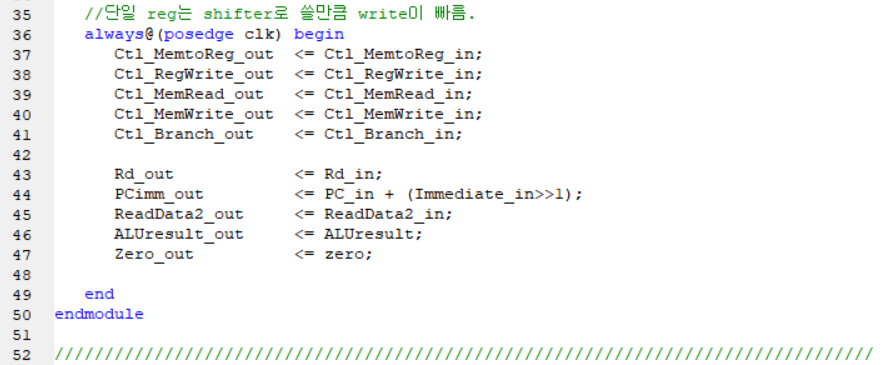 35 //단일 reg는 shifter로 쓸만큼 write이 빠름.
36 always@(posedge clk) begin
37 Ctl_MemtoReg_out <= Ctl_MemtoReg_in;
38 Ctl_RegWrite_out <= Ctl_RegWrite_in;
39 Ctl_MemRead_out <= Ctl_MemRead_in;
40 Ctl_MemWrite_out <= Ctl_MemWrite_in;
41 Ctl_Branch_out <= Ctl_Branch_in;
42
43 Rd_out <= Rd_in;
44 PCimm_out <= PC_in + (Immediate_in>>1);
45 ReadData2_out <= ReadData2_in;
46 ALUresult_out <= ALUresult;
47 Zero_out <= zero;
48
49 end
50 endmodule
51
52 //////////////////////////////////////////////////////////////////////////////////